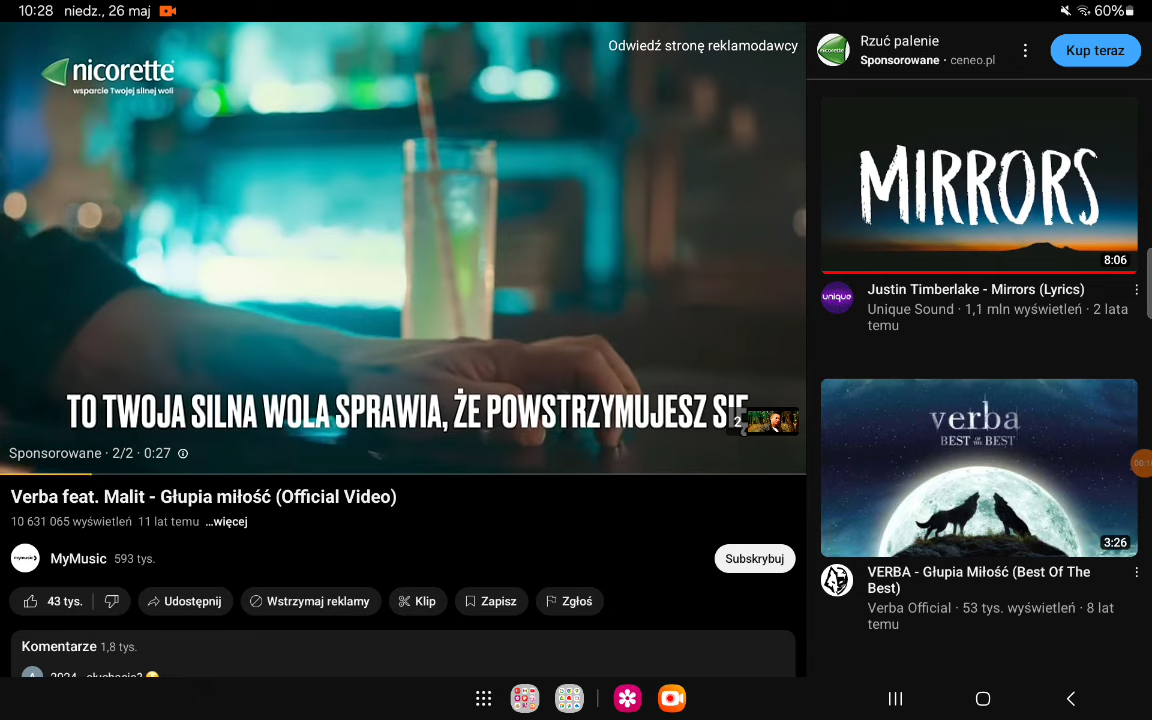 10:28 niedz., 26 maj
60%
Odwiedź stronę reklamodawcy
nicorette
wsparcie Twojej silnej woli
TO TWOJA SILNA WOLA SPRAWIA, ŻE POWSTRZYMUJESZ SIĘ
2
Sponsorowane · 2/2 · 0:27
Verba feat. Malit - Głupia miłość (Official Video)
10 631 065 wyświetleń 11 lat temu ...więcej
MyMusic 593 tys.
Subskrybuj
43 tys.
Udostępnij
Wstrzymaj reklamy
Klip
Zapisz
Zgłoś
Komentarze 1,8 tys.
Rzuć palenie
Sponsorowane · ceneo.pl
Kup teraz
MIRRORS
8:06
unique
Justin Timberlake - Mirrors (Lyrics)
Unique Sound · 1,1 mln wyświetleń · 2 lata
temu
verba
BEST OF THE BEST
3:26
VERBA - Głupia Miłość (Best Of The
Best)
Verba Official · 53 tys. wyświetleń · 8 lat
temu